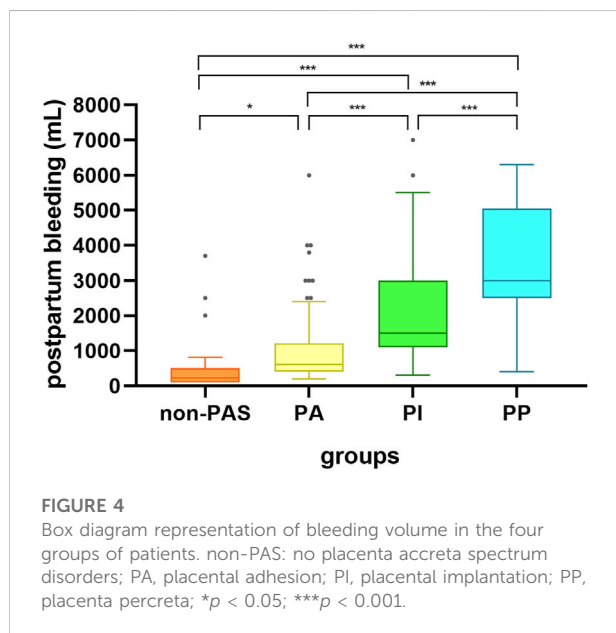 ***
***
***
* *** ***
8000
7000
6000
5000
4000
3000
2000
1000
0
postpartum bleeding (mL)
non-PAS PA PI PP
groups
FIGURE 4
Box diagram representation of bleeding volume in the four
groups of patients. non-PAS: no placenta accreta spectrum
disorders; PA, placental adhesion; PI, placental implantation; PP,
placenta percreta; *p < 0.05; ***p < 0.001.